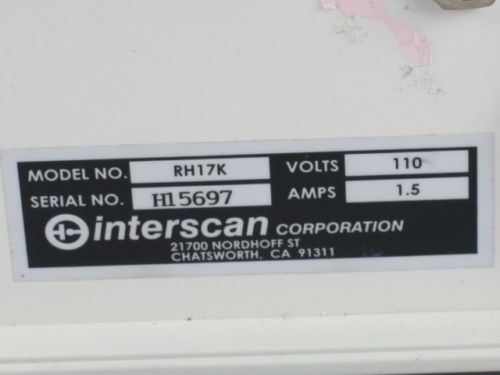 MODEL NO. RH17K VOLTS 110
SERIAL NO. H15697 AMPS 1.5
interscan CORPORATION
21700 NORDHOFF ST
CHATSWORTH, CA 91311